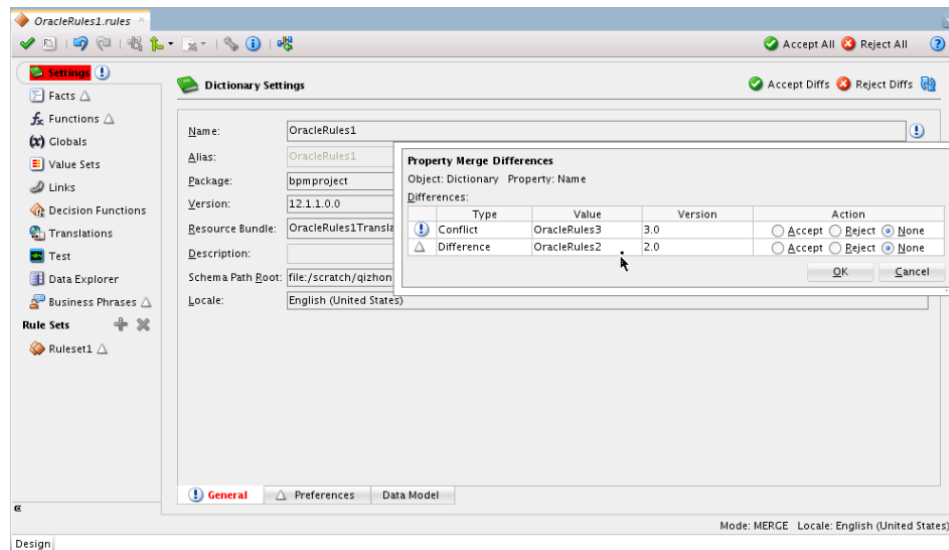 OracleRules1.rules
Accept All Reject All
Settings
Facts
Functions
Globals
Value Sets
Links
Decision Functions
Translations
Test
Data Explorer
Business Phrases
Rule Sets
Ruleset1
Dictionary Settings
Accept Diffs Reject Diffs
Name: OracleRules1
Alias: OracleRules1
Package: bpmproject
Version: 12.1.1.0.0
Resource Bundle: OracleRules1Transla
Description:
Schema Path Root: file:/scratch/qizhon
Locale: English (United States)
Property Merge Differences
Object: Dictionary Property: Name
Differences:
Type Value Version Action
Conflict OracleRules3 3.0 Accept Reject None
Difference OracleRules2 2.0 Accept Reject None
OK Cancel
General Preferences Data Model
Mode: MERGE Locale: English (United States)
Design